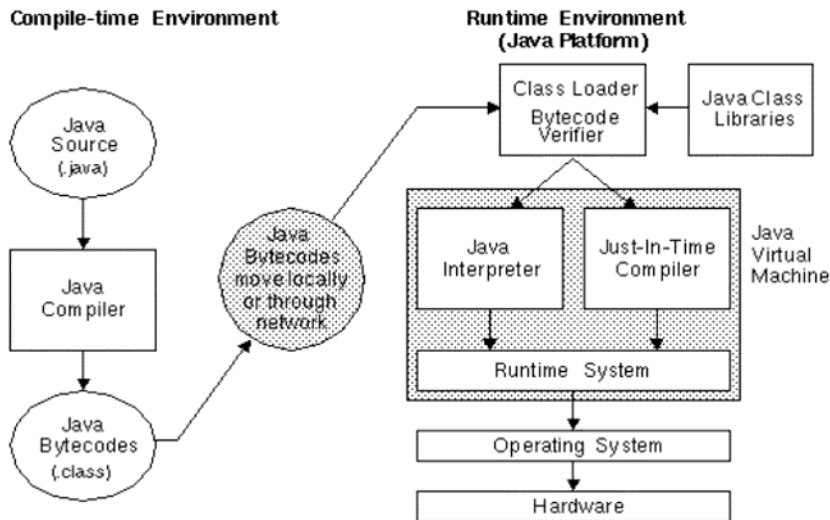 Compile-time Environment
Runtime Environment
(Java Platform)
Java
Source
(.java)
Java
Compiler
Java
Bytecodes
(.class)
Java
Bytecodes
move locally
or through
network
Class Loader
Bytecode
Verifier
Java Class
Libraries
Java
Interpreter
Just-In-Time
Compiler
Java
Virtual
Machine
Runtime System
Operating System
Hardware